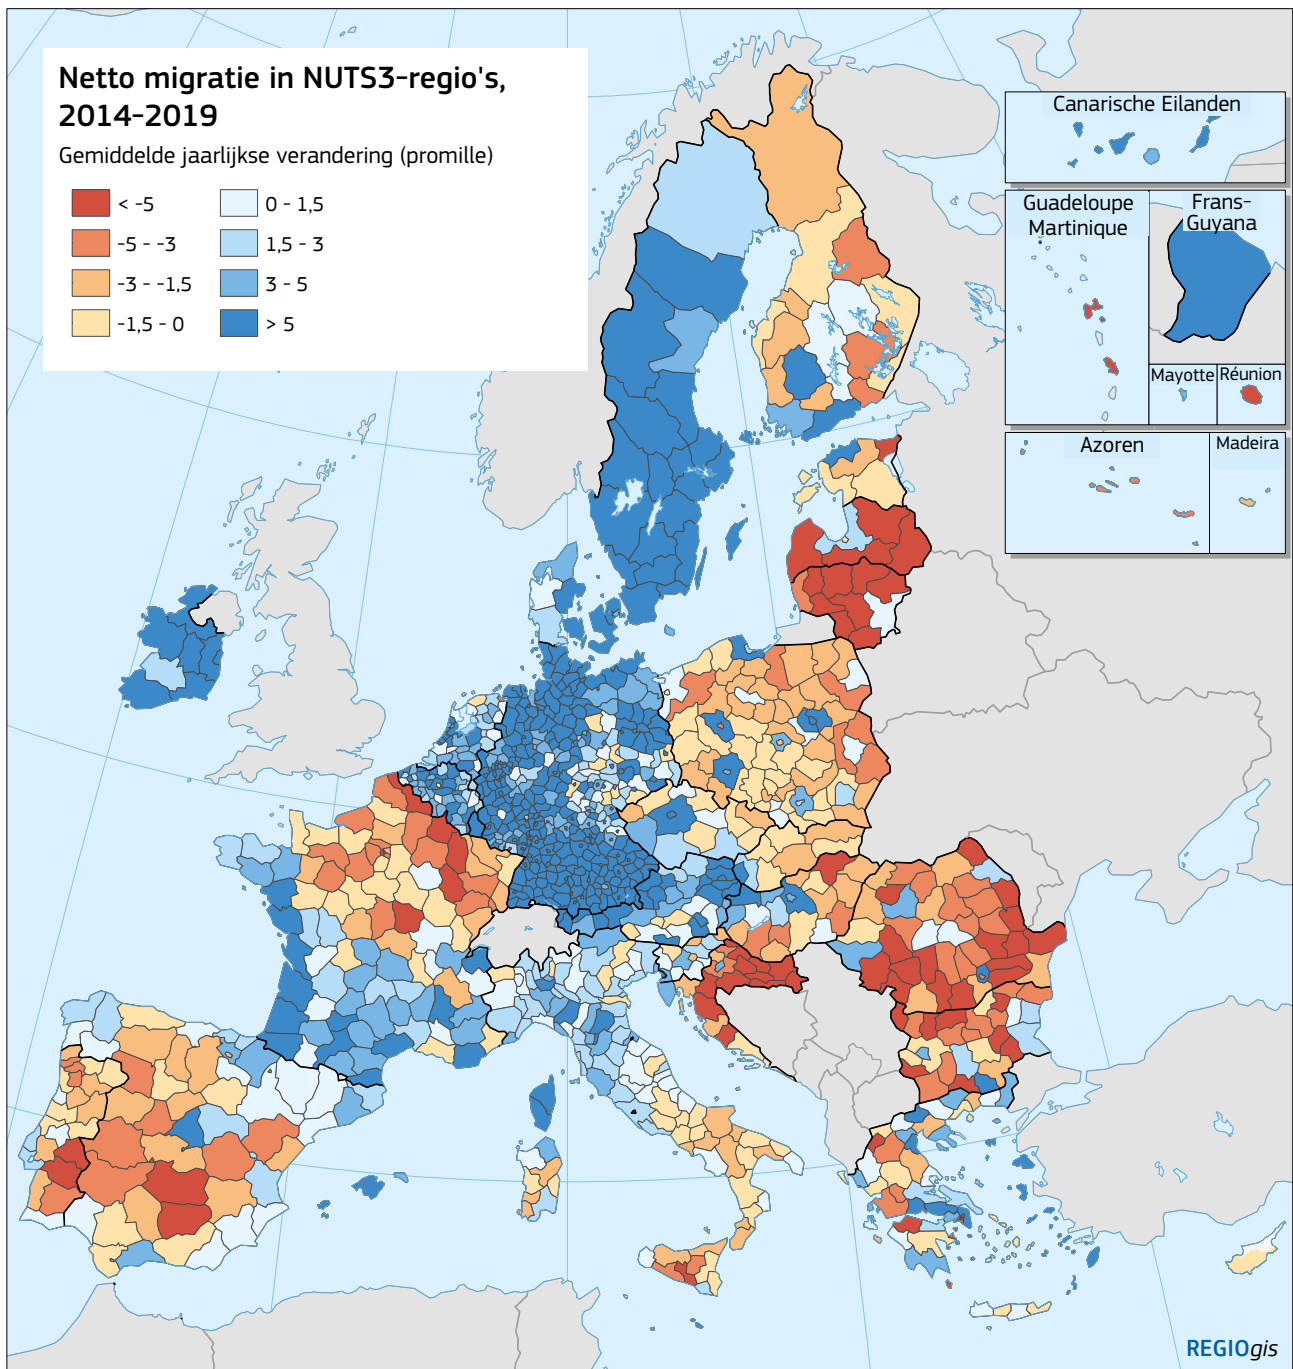 Netto migratie in NUTS3-regio's,
2014-2019
Gemiddelde jaarlijkse verandering (promille)
< -5
-5 - -3
-3 - -1,5
-1,5 - 0
0 - 1,5
1,5 - 3
3 - 5
> 5
Canarische Eilanden
Guadeloupe
Martinique
Frans-
Guyana
Mayotte
Réunion
Azoren
Madeira
REGIOgis